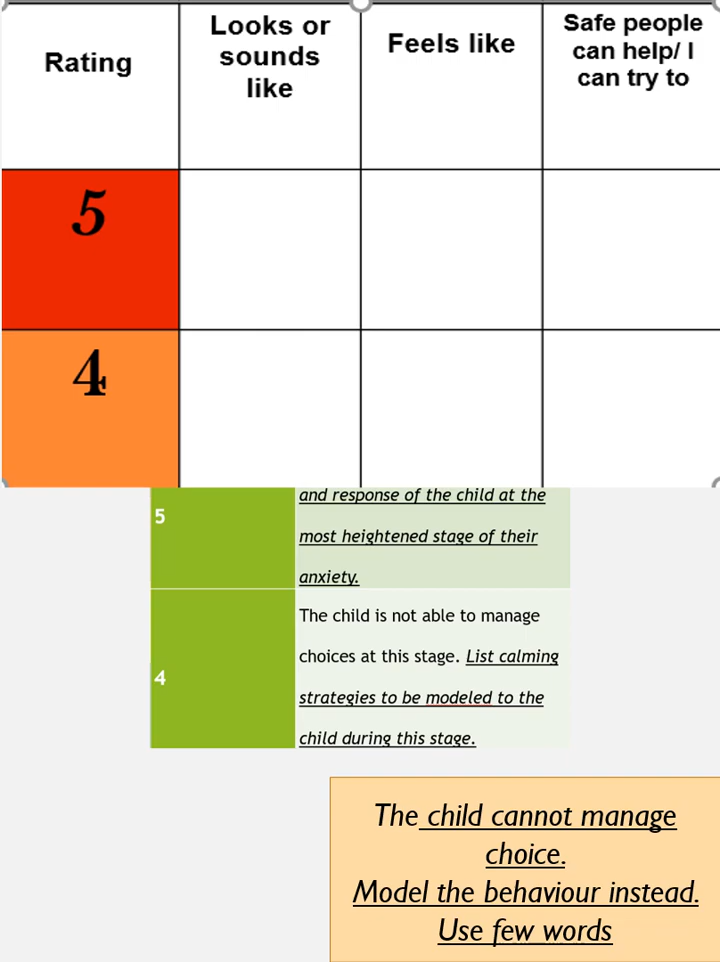 Rating
Looks or
sounds
like
Feels like
Safe people
can help/ I
can try to
5
4
5
and response of the child at the
most heightened stage of their
anxiety.
4
The child is not able to manage
choices at this stage. List calming
strategies to be modeled to the
child during this stage.
The child cannot manage
choice.
Model the behaviour instead.
Use few words